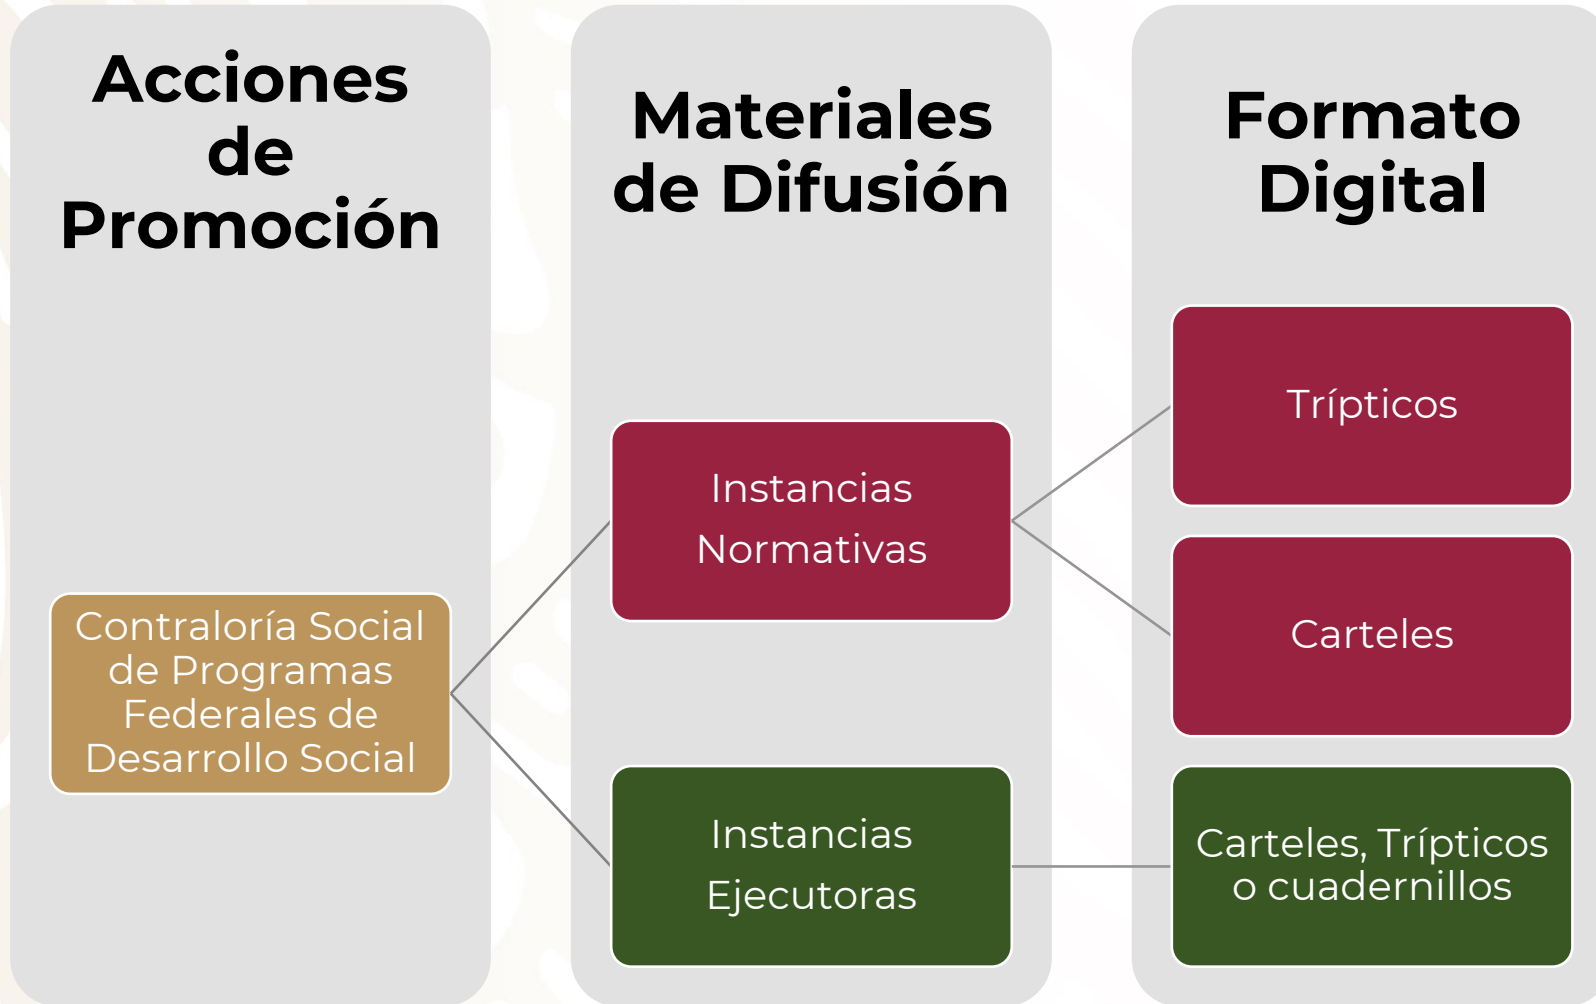 Acciones
de
Promoción
Contraloría Social
de Programas
Federales de
Desarrollo Social
Materiales
de Difusión
Instancias
Normativas
Instancias
Ejecutoras
Formato
Digital
Trípticos
Carteles
Carteles, Trípticos
o cuadernillos